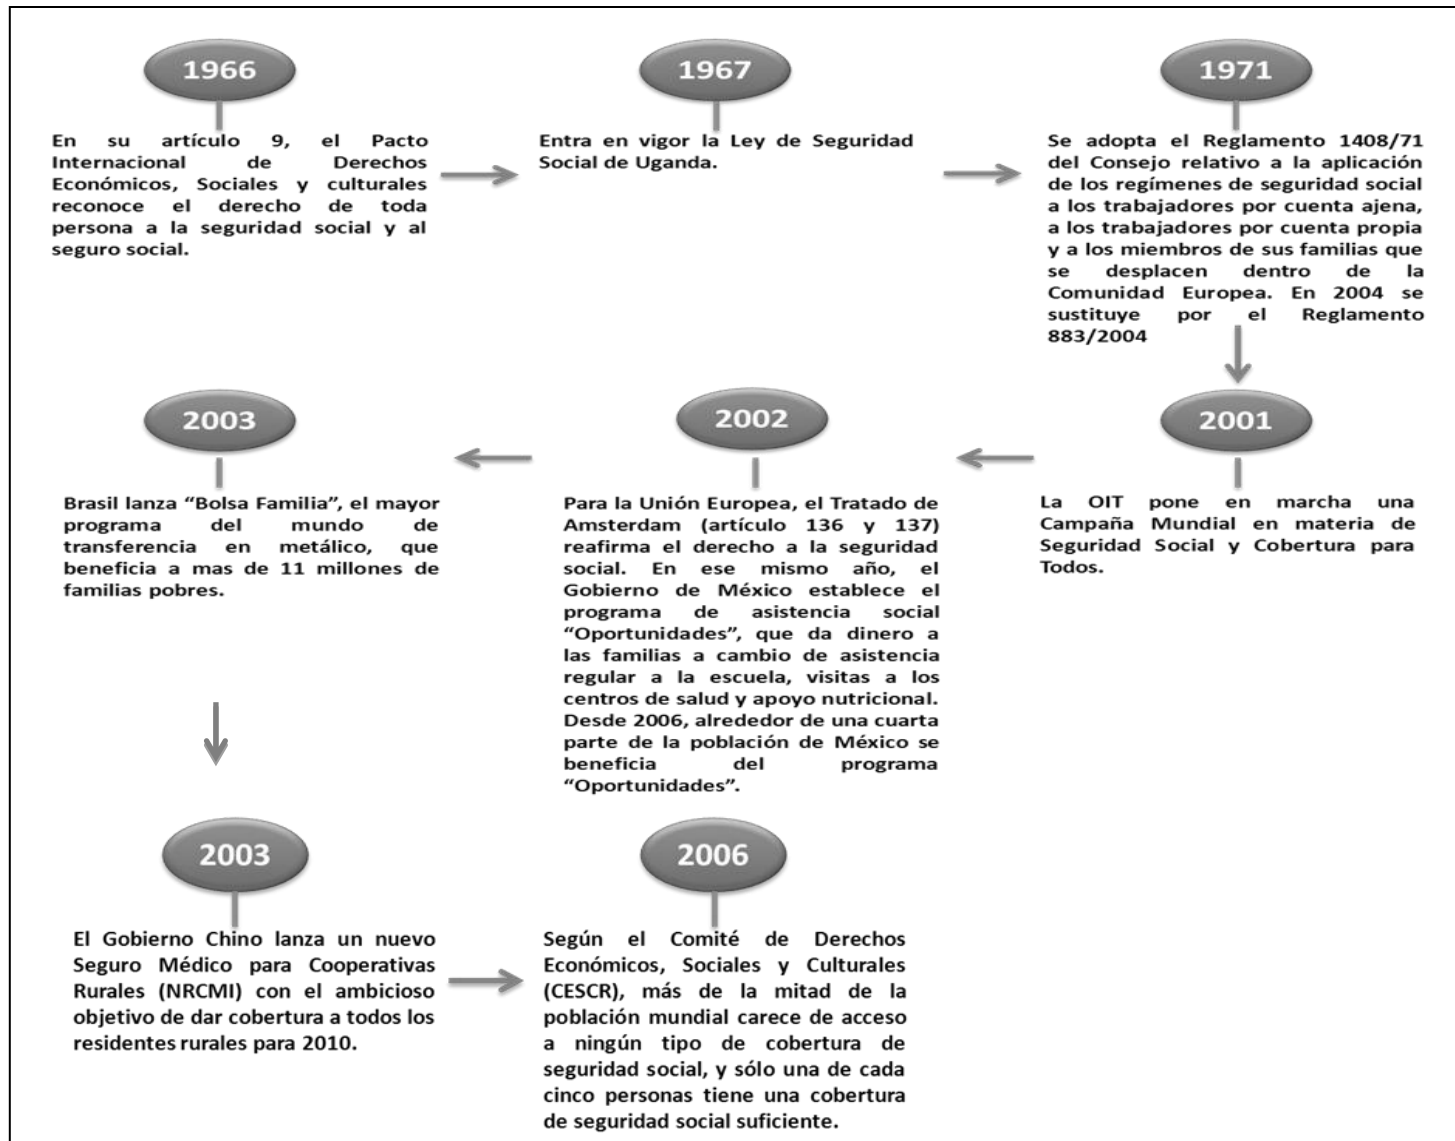 1966
En su artículo 9, el Pacto
Internacional de Derechos
Económicos, Sociales y culturales
reconoce el derecho de toda
persona a la seguridad social y al
seguro social.
1967
Entra en vigor la Ley de Seguridad
Social de Uganda.
1971
Se adopta el Reglamento 1408/71
del Consejo relativo a la aplicación
de los regímenes de seguridad social
a los trabajadores por cuenta ajena,
a los trabajadores por cuenta propia
y a los miembros de sus familias que
se desplacen dentro de la
Comunidad Europea. En 2004 se
sustituye por el Reglamento
883/2004
2001
La OIT pone en marcha una
Campaña Mundial en materia de
Seguridad Social y Cobertura para
Todos.
2002
Para la Unión Europea, el Tratado de
Amsterdam (artículo 136 y 137)
reafirma el derecho a la seguridad
social. En ese mismo año, el
Gobierno de México establece el
programa de asistencia social
“Oportunidades”, que da dinero a
las familias a cambio de asistencia
regular a la escuela, visitas a los
centros de salud y apoyo nutricional.
Desde 2006, alrededor de una cuarta
parte de la población de México se
beneficia del programa
“Oportunidades”.
2003
Brasil lanza “Bolsa Familia”, el mayor
programa del mundo de
transferencia en metálico, que
beneficia a mas de 11 millones de
familias pobres.
2003
El Gobierno Chino lanza un nuevo
Seguro Médico para Cooperativas
Rurales (NRCMI) con el ambicioso
objetivo de dar cobertura a todos los
residentes rurales para 2010.
2006
Según el Comité de Derechos
Económicos, Sociales y Culturales
(CESCR), más de la mitad de la
población mundial carece de acceso
a ningún tipo de cobertura de
seguridad social, y sólo una de cada
cinco personas tiene una cobertura
de seguridad social suficiente.